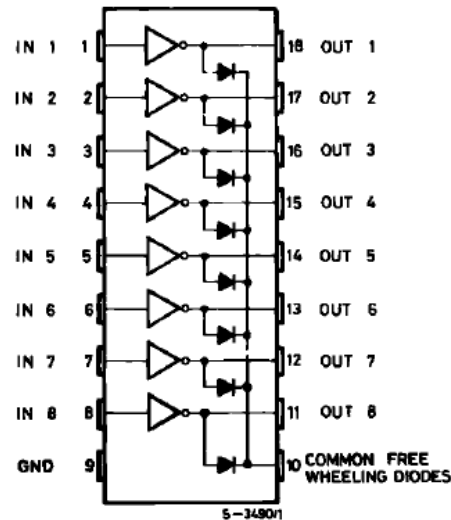 IN 1 1 18 OUT 1
IN 2 2 17 OUT 2
IN 3 3 16 OUT 3
IN 4 4 15 OUT 4
IN 5 5 14 OUT 5
IN 6 6 13 OUT 6
IN 7 7 12 OUT 7
IN 8 8 11 OUT 8
GND 9 10 COMMON FREE
WHEELING DIODES
S-3490/1